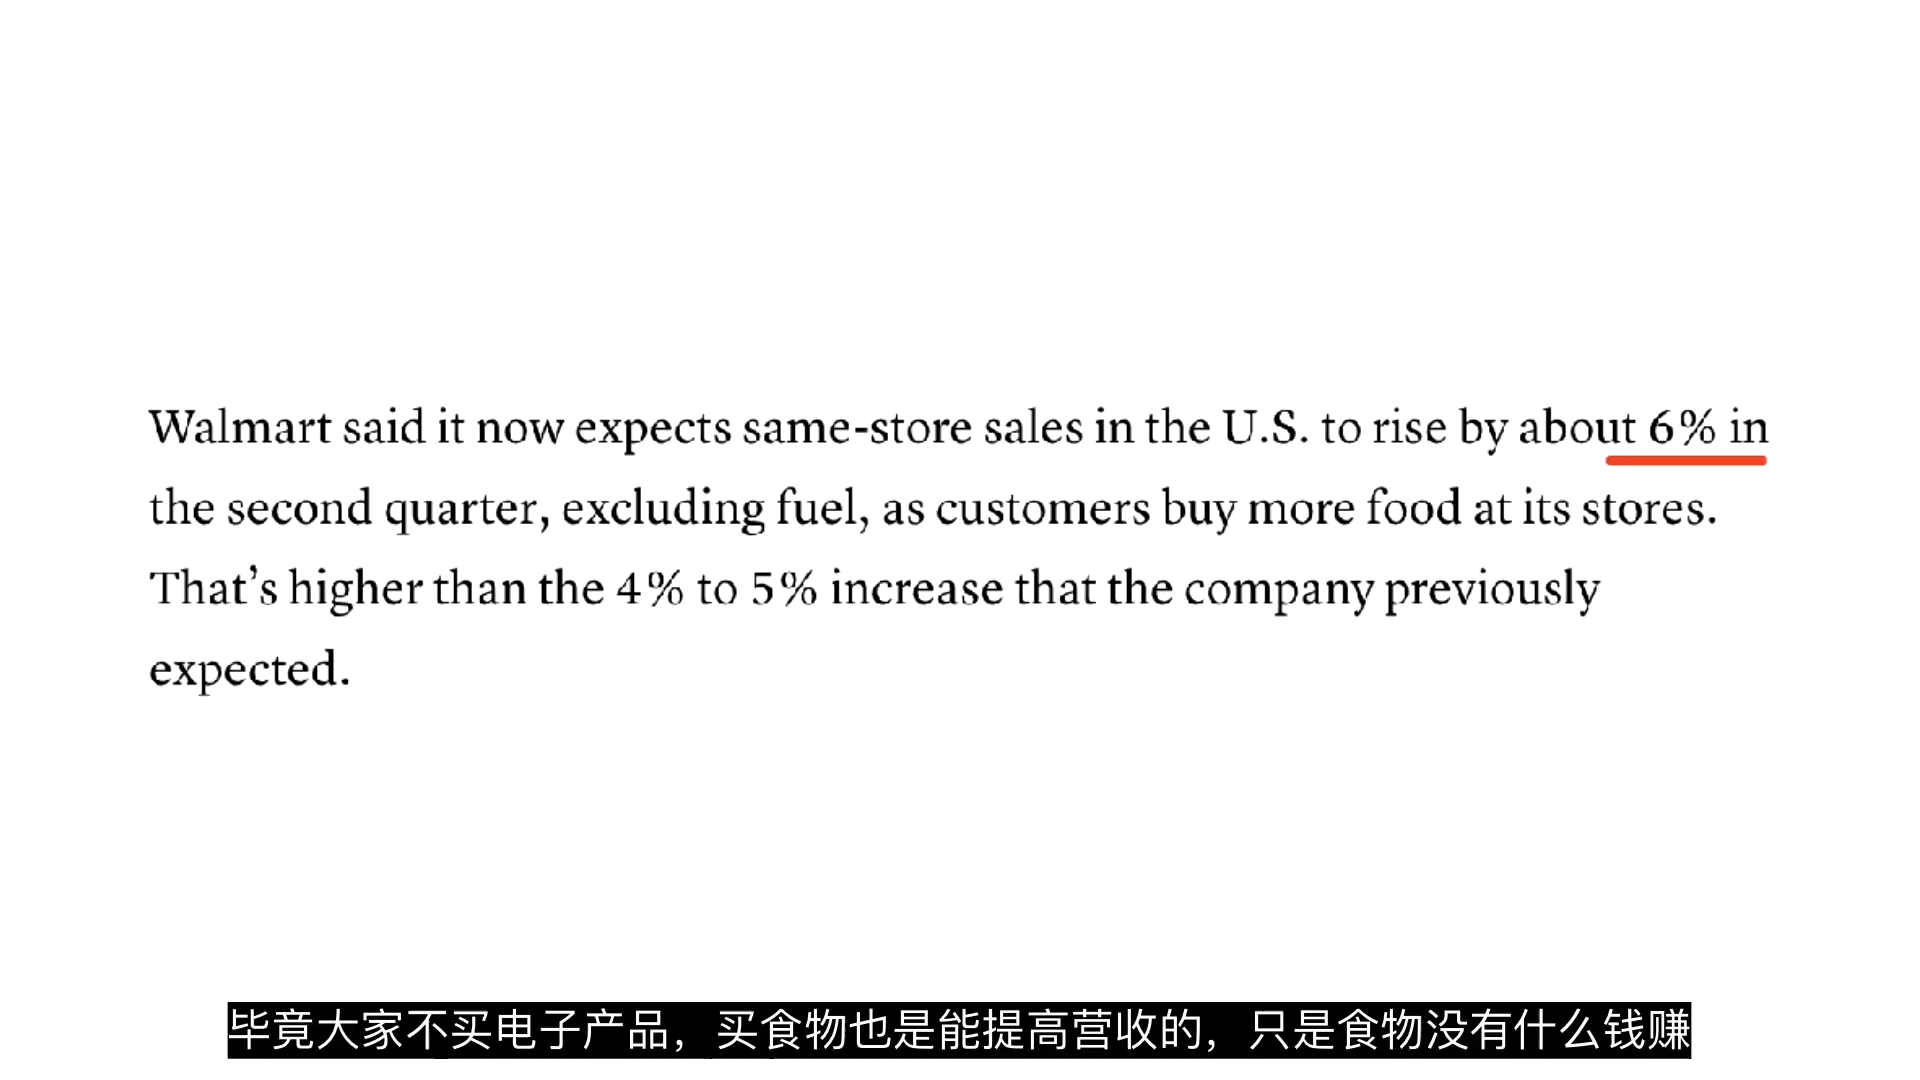 Walmart said it now expects same-store sales in the U.S. to rise by about 6% in
the second quarter, excluding fuel, as customers buy more food at its stores.
That’s higher than the 4% to 5% increase that the company previously
expected.
毕竟大家不买电子产品，买食物也是能提高营收的，只是食物没有什么钱赚